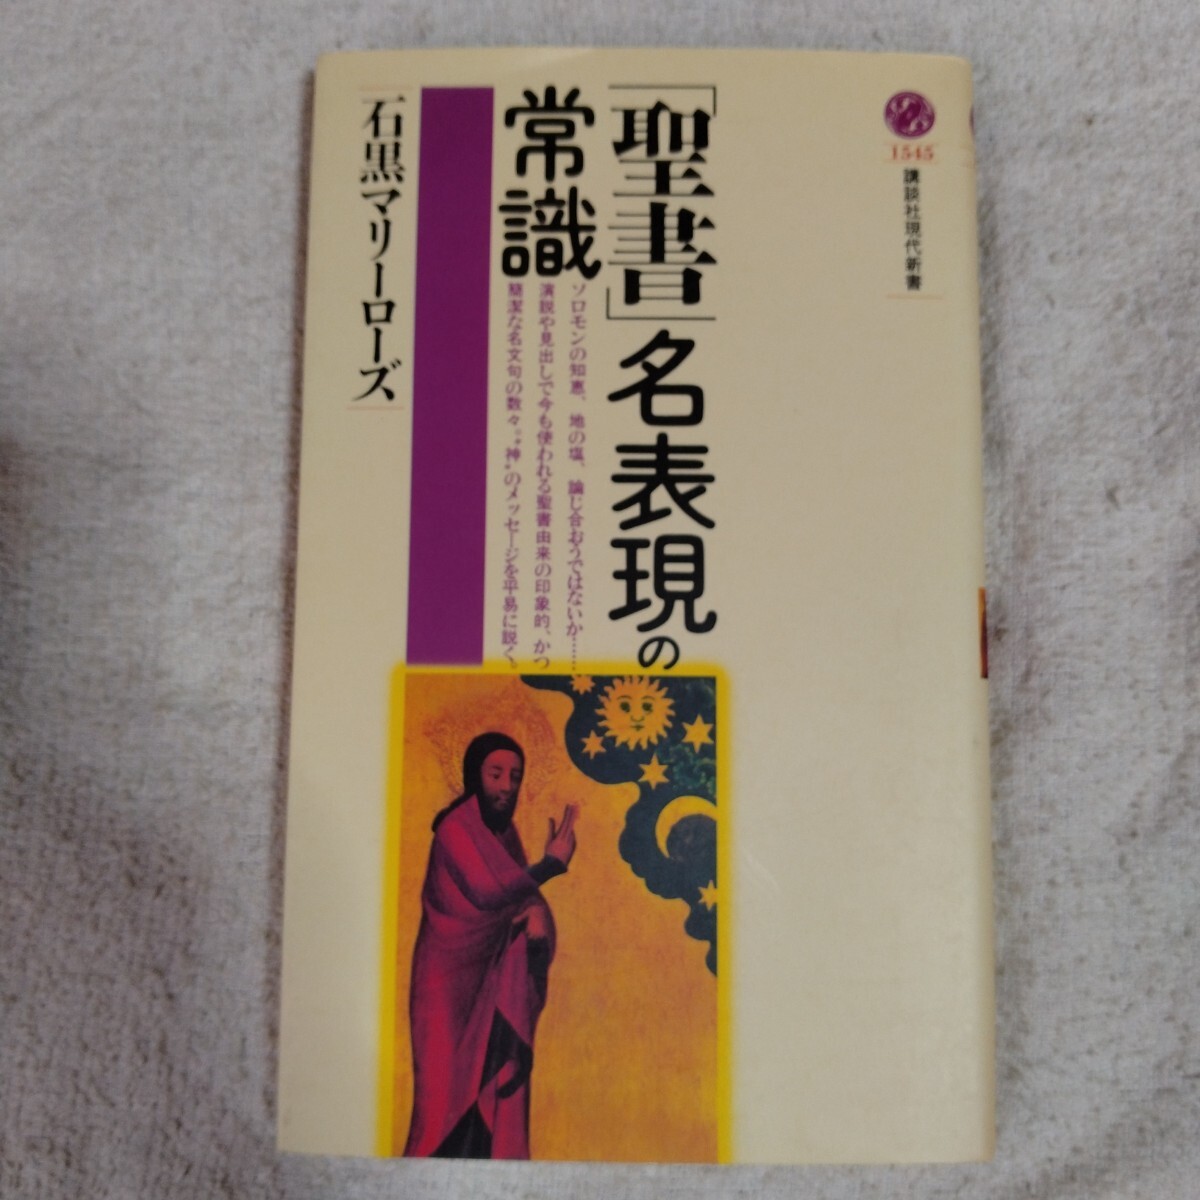 1545
講談社現代新書
「聖書」名表現の
常識
ソロモンの知恵、地の塩、論じ合おうではないか……
演説や見出しで今も使われる聖書由来の印象的、かつ
簡潔な名文句の数々。“神”のメッセージを平易に説く。
石黒マリーローズ